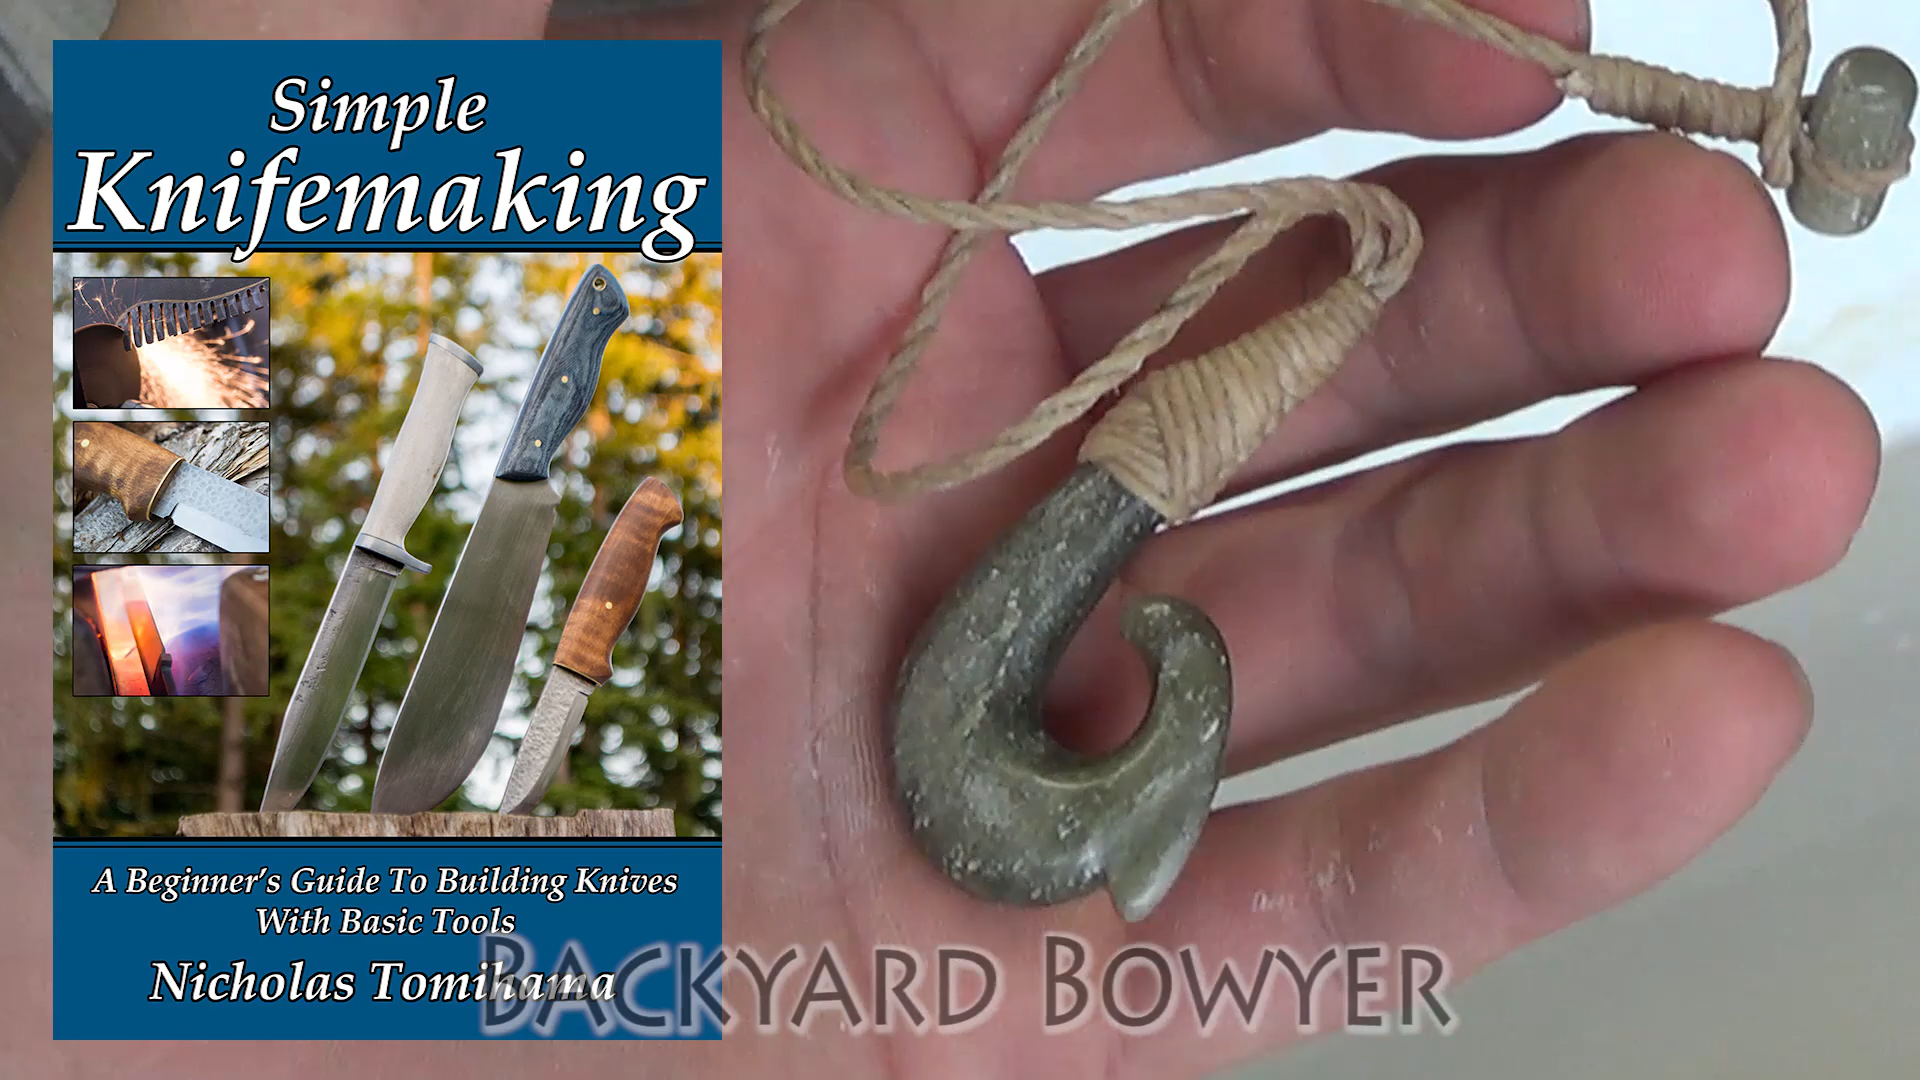 Simple
Knifemaking
A Beginner's Guide To Building Knives
With Basic Tools
Nicholas Tomihama
BACKYARD BOWYER